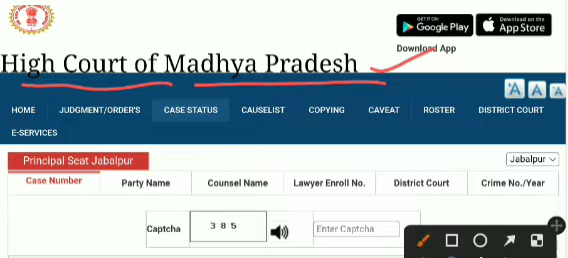 GET IT ON
Google Play
Download on the
App Store
Download App
High Court of Madhya Pradesh
A A A
HOME JUDGMENT/ORDER'S CASE STATUS CAUSELIST COPYING CAVEAT ROSTER DISTRICT COURT
E-SERVICES
Principal Seat Jabalpur
Jabalpur
Case Number Party Name Counsel Name Lawyer Enroll No. District Court Crime No./Year
Captcha 3 8 5 Enter Captcha